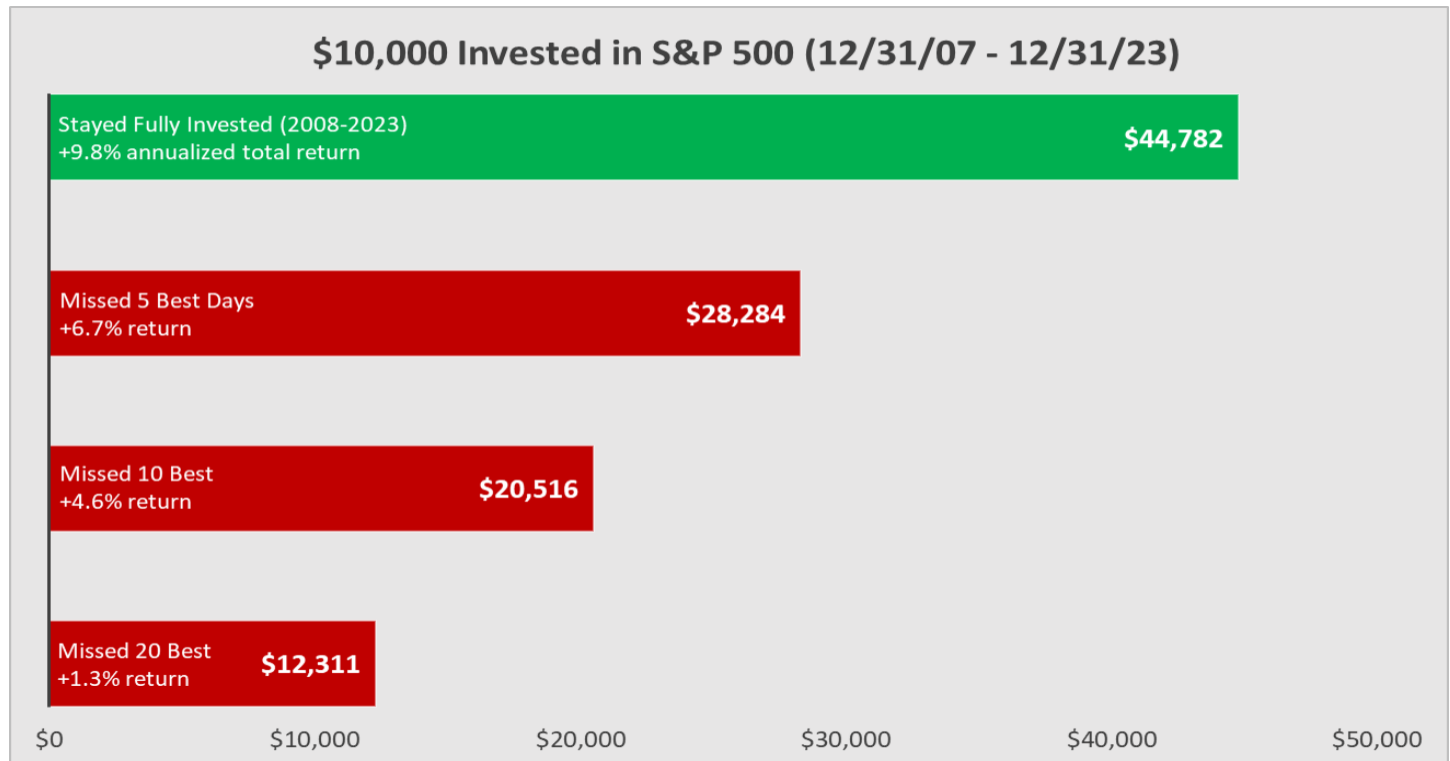 $10,000 Invested in S&P 500 (12/31/07 - 12/31/23)
Stayed Fully Invested (2008-2023)
+9.8% annualized total return
$44,782
Missed 5 Best Days
+6.7% return
$28,284
Missed 10 Best
+4.6% return
$20,516
Missed 20 Best
+1.3% return
$12,311
$0 $10,000 $20,000 $30,000 $40,000 $50,000